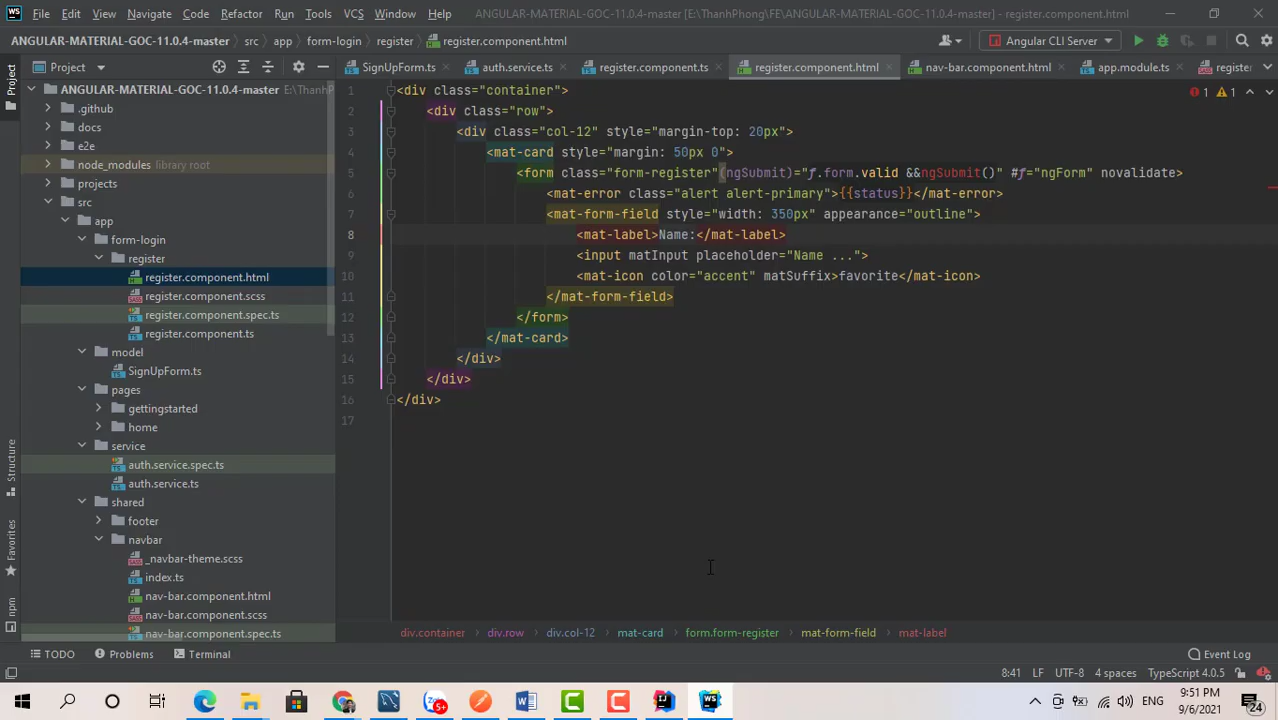 File Edit View Navigate Code Refactor Run Tools VCS Window Help ANGULAR-MATERIAL-GOC-11.0.4-master [E:\ThanhPhong\FE\ANGULAR-MATERIAL-GOC-11.0.4-master] - register.component.html
ANGULAR-MATERIAL-GOC-11.0.4-master src app form-login register register.component.html Angular CLI Server
Project SignUpForm.ts auth.service.ts register.component.ts register.component.html nav-bar.component.html app.module.ts register
Project
ANGULAR-MATERIAL-GOC-11.0.4-master E:\ThanhP
.github
docs
e2e
node_modules library root
projects
src
app
form-login
register
register.component.html
register.component.scss
register.component.spec.ts
register.component.ts
model
SignUpForm.ts
pages
gettingstarted
home
service
auth.service.spec.ts
auth.service.ts
shared
footer
navbar
_navbar-theme.scss
index.ts
nav-bar.component.html
nav-bar.component.scss
nav-bar.component.spec.ts
1 <div class="container">
2 <div class="row">
3 <div class="col-12" style="margin-top: 20px">
4 <mat-card style="margin: 50px 0">
5 <form class="form-register"(ngSubmit)="f.form.valid &&ngSubmit()" #f="ngForm" novalidate>
6 <mat-error class="alert alert-primary">{{status}}</mat-error>
7 <mat-form-field style="width: 350px" appearance="outline">
8 <mat-label>Name:</mat-label>
9 <input matInput placeholder="Name ...">
10 <mat-icon color="accent" matSuffix>favorite</mat-icon>
11 </mat-form-field>
12 </form>
13 </mat-card>
14 </div>
15 </div>
16 </div>
17
1 1
Structure
Favorites
npm
div.container div.row div.col-12 mat-card form.form-register mat-form-field mat-label
TODO Problems Terminal Event Log
8:41 LF UTF-8 4 spaces TypeScript 4.0.5
5+ ENG 9:51 PM
9/6/2021 24